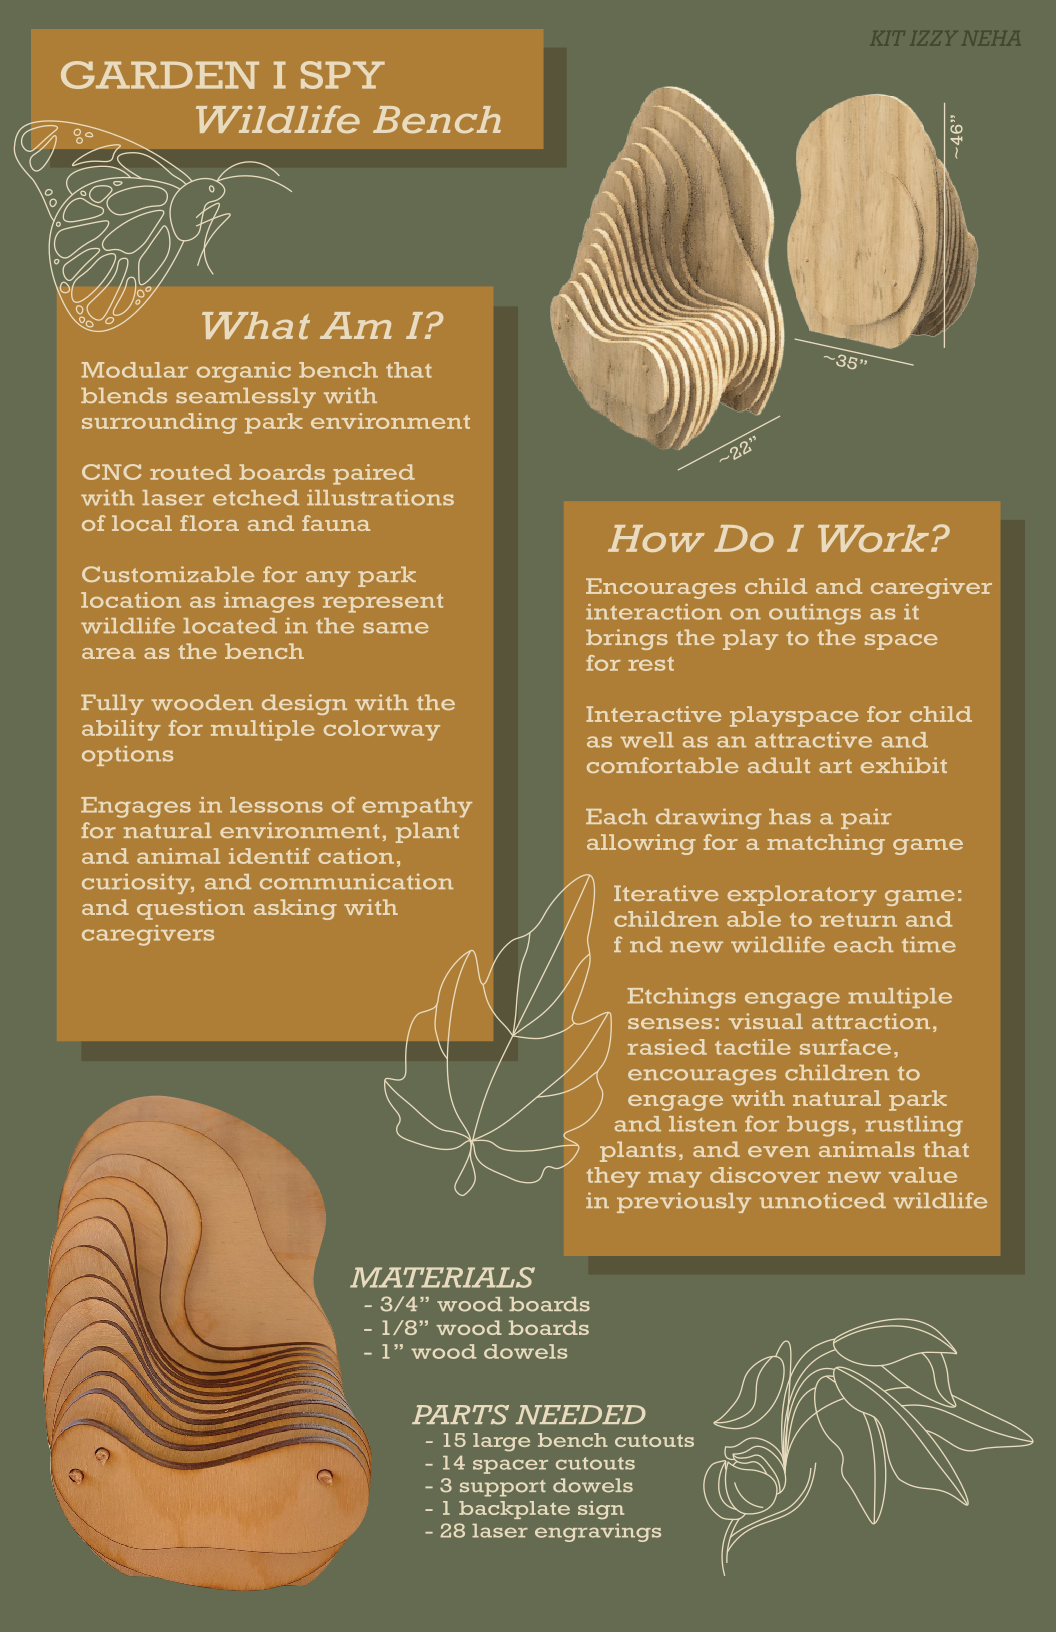 KIT IZZY NEHA
GARDEN I SPY
Wildlife Bench
~46”
~35”
~22”
What Am I?
Modular organic bench that
blends seamlessly with
surrounding park environment
CNC routed boards paired
with laser etched illustrations
of local flora and fauna
Customizable for any park
location as images represent
wildlife located in the same
area as the bench
Fully wooden design with the
ability for multiple colorway
options
Engages in lessons of empathy
for natural environment, plant
and animal identif cation,
curiosity, and communication
and question asking with
caregivers
How Do I Work?
Encourages child and caregiver
interaction on outings as it
brings the play to the space
for rest
Interactive playspace for child
as well as an attractive and
comfortable adult art exhibit
Each drawing has a pair
allowing for a matching game
Iterative exploratory game:
children able to return and
f nd new wildlife each time
Etchings engage multiple
senses: visual attraction,
rasied tactile surface,
encourages children to
engage with natural park
and listen for bugs, rustling
plants, and even animals that
they may discover new value
in previously unnoticed wildlife
MATERIALS
- 3/4” wood boards
- 1/8” wood boards
- 1” wood dowels
PARTS NEEDED
- 15 large bench cutouts
- 14 spacer cutouts
- 3 support dowels
- 1 backplate sign
- 28 laser engravings